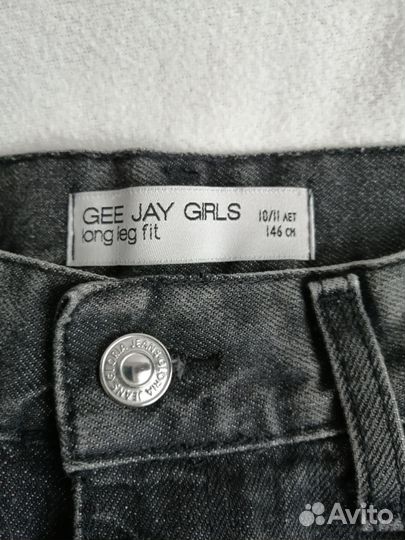 GEE JAY GIRLS
long leg fit
10/11 ЛЕТ
146 СМ
GLORIA JEANS GLORIA JEANS
Avito